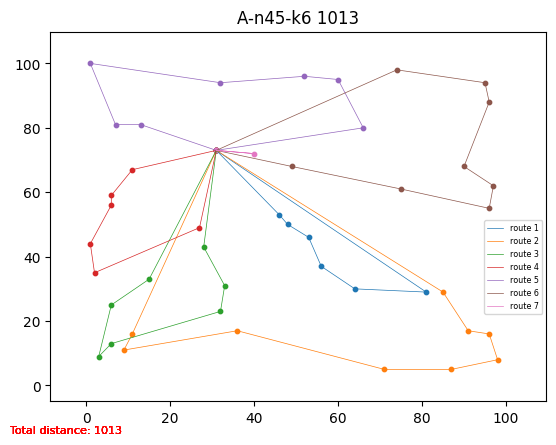 A-n45-k6 1013
100
80
60
40
20
0
0 20 40 60 80 100
route 1
route 2
route 3
route 4
route 5
route 6
route 7
Total distance: 1013